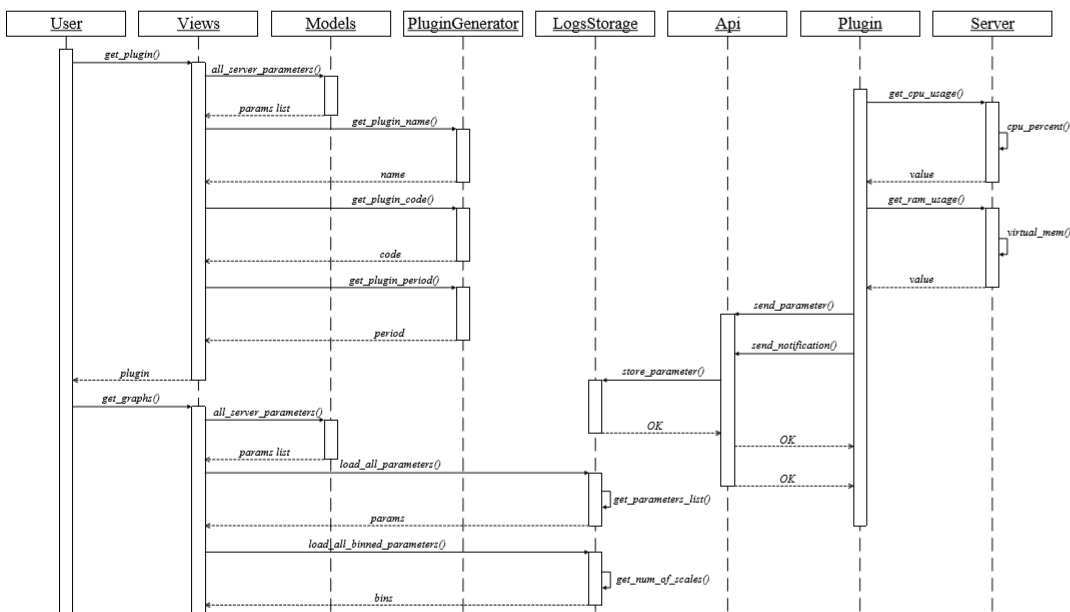 User Views Models PluginGenerator LogsStorage Api Plugin Server
get_plugin()
all_server_parameters()
get_cpu_usage()
params list
get_plugin_name()
cpu_percent()
name
value
get_plugin_code()
get_ram_usage()
virtual_mem()
code
get_plugin_period()
value
send_parameter()
period
send_notification()
plugin
store_parameter()
get_graphs()
all_server_parameters()
OK
OK
params list
load_all_parameters()
OK
get_parameters_list()
params
load_all_binned_parameters()
get_num_of_scales()
bins